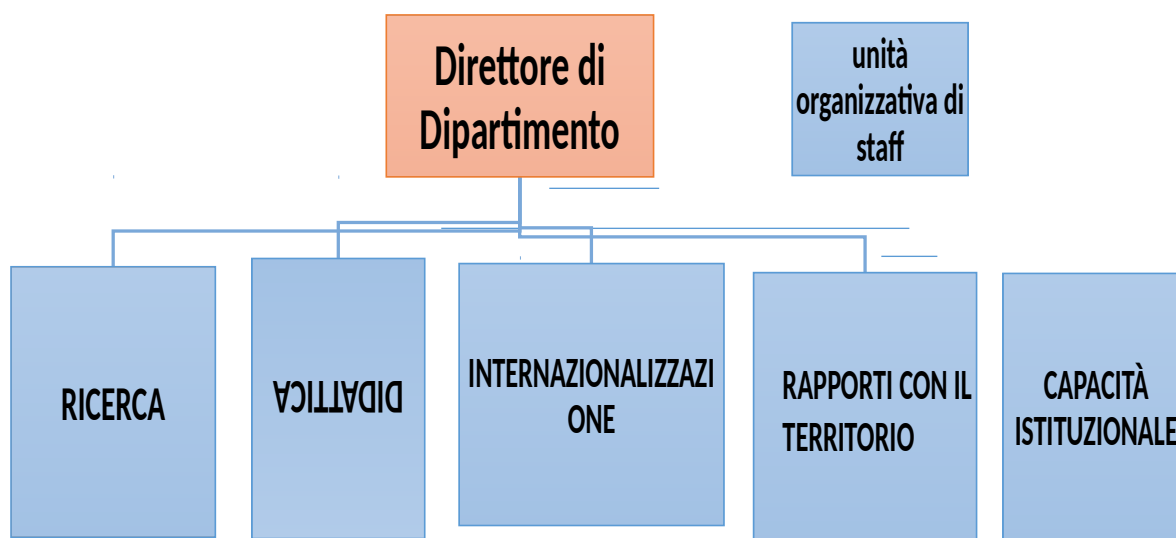 Direttore di
Dipartimento
unità
organizzativa di
staff
RICERCA
DIDATTICA
INTERNAZIONALIZZAZI
ONE
RAPPORTI CON IL
TERRITORIO
CAPACITÀ
ISTITUZIONALE